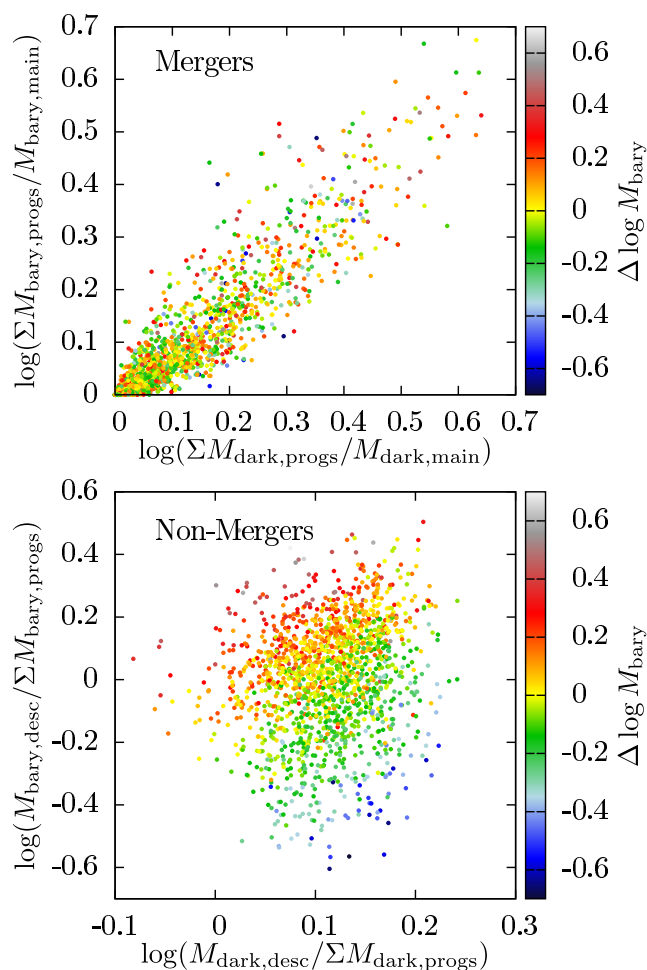 Mergers
log(ΣM_bary,progs/M_bary,main)
0.7
0.6
0.5
0.4
0.3
0.2
0.1
0
0 0.1 0.2 0.3 0.4 0.5 0.6 0.7
log(ΣM_dark,progs/M_dark,main)
0.6
0.4
0.2
0
-0.2
-0.4
-0.6
Δ log M_bary
Non-Mergers
log(M_bary,desc/ΣM_bary,progs)
0.6
0.4
0.2
0
-0.2
-0.4
-0.6
-0.1 0 0.1 0.2 0.3
log(M_dark,desc/ΣM_dark,progs)
0.6
0.4
0.2
0
-0.2
-0.4
-0.6
Δ log M_bary